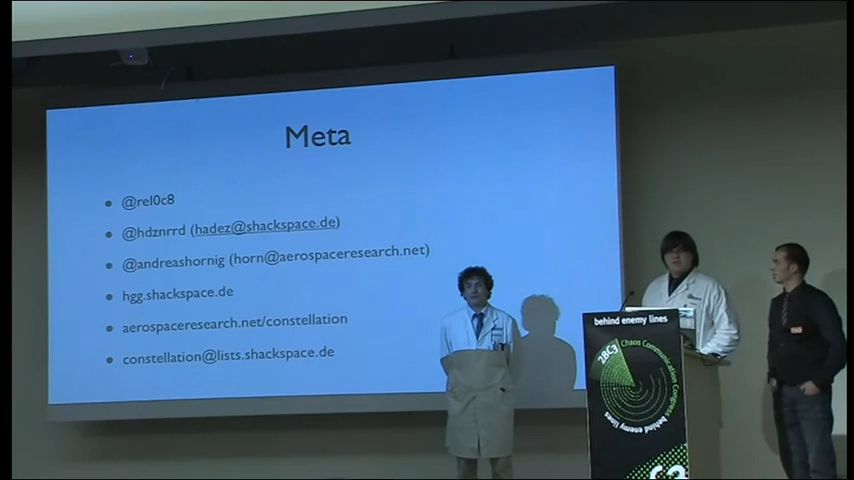 Meta
@rel0c8
@hdznrrd (hadez@shackspace.de)
@andreashornig (horn@aerospaceresearch.net)
hgg.shackspace.de
aerospaceresearch.net/constellation
constellation@lists.shackspace.de
behind enemy lines
28C3 Chaos Communication Congress behind enemy lines